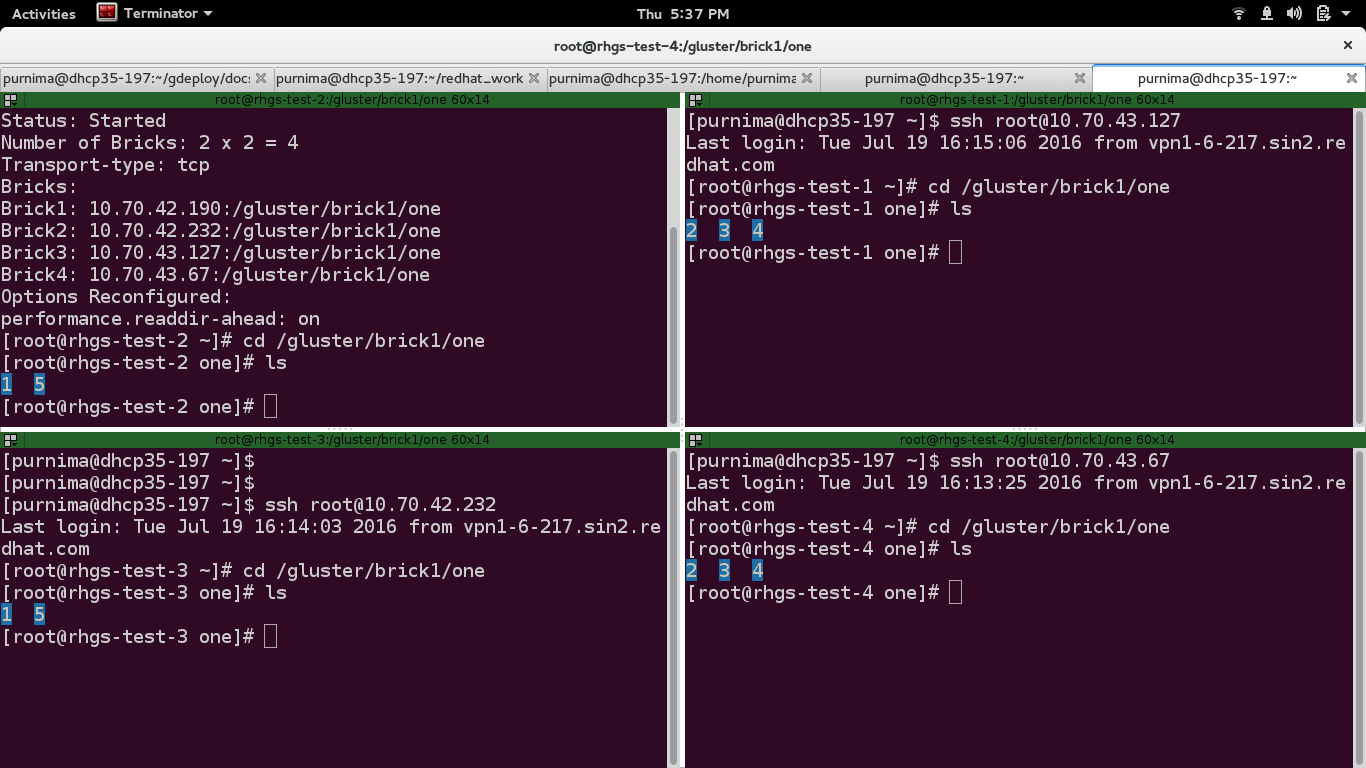 Activities Terminator Thu 5:37 PM
root@rhgs-test-4:/gluster/brick1/one
purnima@dhcp35-197:~/gdeploy/doc: purnima@dhcp35-197:~/redhat_work purnima@dhcp35-197:/home/purnima purnima@dhcp35-197:~ purnima@dhcp35-197:~
root@rhgs-test-2:/gluster/brick1/one 60x14
Status: Started
Number of Bricks: 2 x 2 = 4
Transport-type: tcp
Bricks:
Brick1: 10.70.42.190:/gluster/brick1/one
Brick2: 10.70.42.232:/gluster/brick1/one
Brick3: 10.70.43.127:/gluster/brick1/one
Brick4: 10.70.43.67:/gluster/brick1/one
Options Reconfigured:
performance.readdir-ahead: on
[root@rhgs-test-2 ~]# cd /gluster/brick1/one
[root@rhgs-test-2 one]# ls
1 5
[root@rhgs-test-2 one]#
root@rhgs-test-1:/gluster/brick1/one 60x14
[purnima@dhcp35-197 ~]$ ssh root@10.70.43.127
Last login: Tue Jul 19 16:15:06 2016 from vpn1-6-217.sin2.re
dhat.com
[root@rhgs-test-1 ~]# cd /gluster/brick1/one
[root@rhgs-test-1 one]# ls
2 3 4
[root@rhgs-test-1 one]#
root@rhgs-test-3:/gluster/brick1/one 60x14
[purnima@dhcp35-197 ~]$
[purnima@dhcp35-197 ~]$
[purnima@dhcp35-197 ~]$ ssh root@10.70.42.232
Last login: Tue Jul 19 16:14:03 2016 from vpn1-6-217.sin2.re
dhat.com
[root@rhgs-test-3 ~]# cd /gluster/brick1/one
[root@rhgs-test-3 one]# ls
1 5
[root@rhgs-test-3 one]#
root@rhgs-test-4:/gluster/brick1/one 60x14
[purnima@dhcp35-197 ~]$ ssh root@10.70.43.67
Last login: Tue Jul 19 16:13:25 2016 from vpn1-6-217.sin2.re
dhat.com
[root@rhgs-test-4 ~]# cd /gluster/brick1/one
[root@rhgs-test-4 one]# ls
2 3 4
[root@rhgs-test-4 one]#